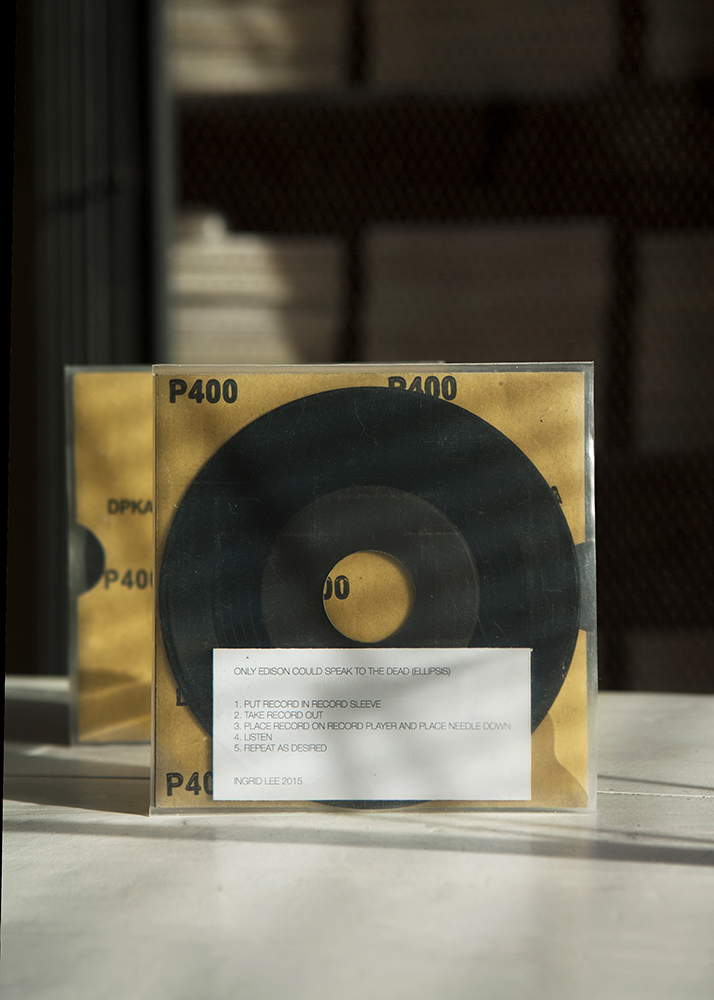 P400 P400
DPKA
P40
00
ONLY EDISON COULD SPEAK TO THE DEAD (ELLIPSIS)
1. PUT RECORD IN RECORD SLEEVE
2. TAKE RECORD OUT
3. PLACE RECORD ON RECORD PLAYER AND PLACE NEEDLE DOWN
4. LISTEN
5. REPEAT AS DESIRED
INGRID LEE 2015
P40